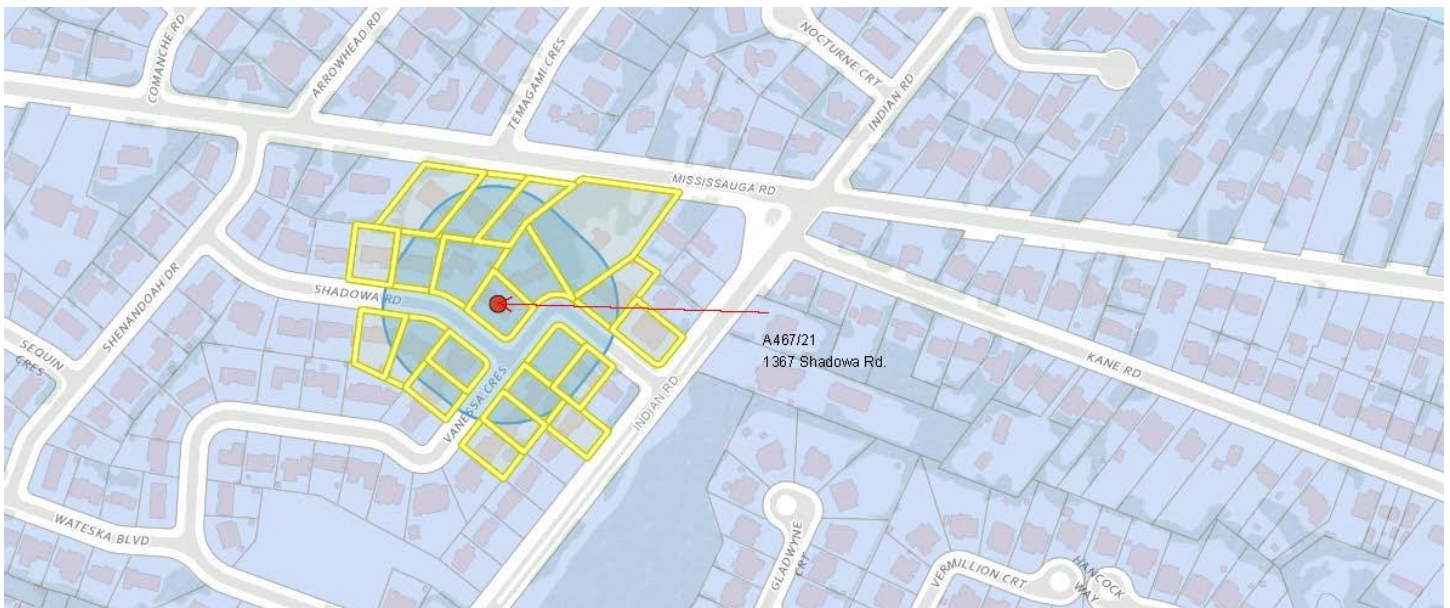 COMANCHE RD
ARROWHEAD RD
TEMAGAMI CRES
NOCTURNE CRT
INDIAN RD
MISSISSAUGA RD
SHENANDOAH DR
SHADOWA RD
A467/21
1367 Shadowa Rd.
KANE RD
SEQUIN
CRES
VANESSA CRES
INDIAN RD
WATESKA BLVD
GLADWYNE
CRT
VERMILLION CRT
HANCOCK
WAY